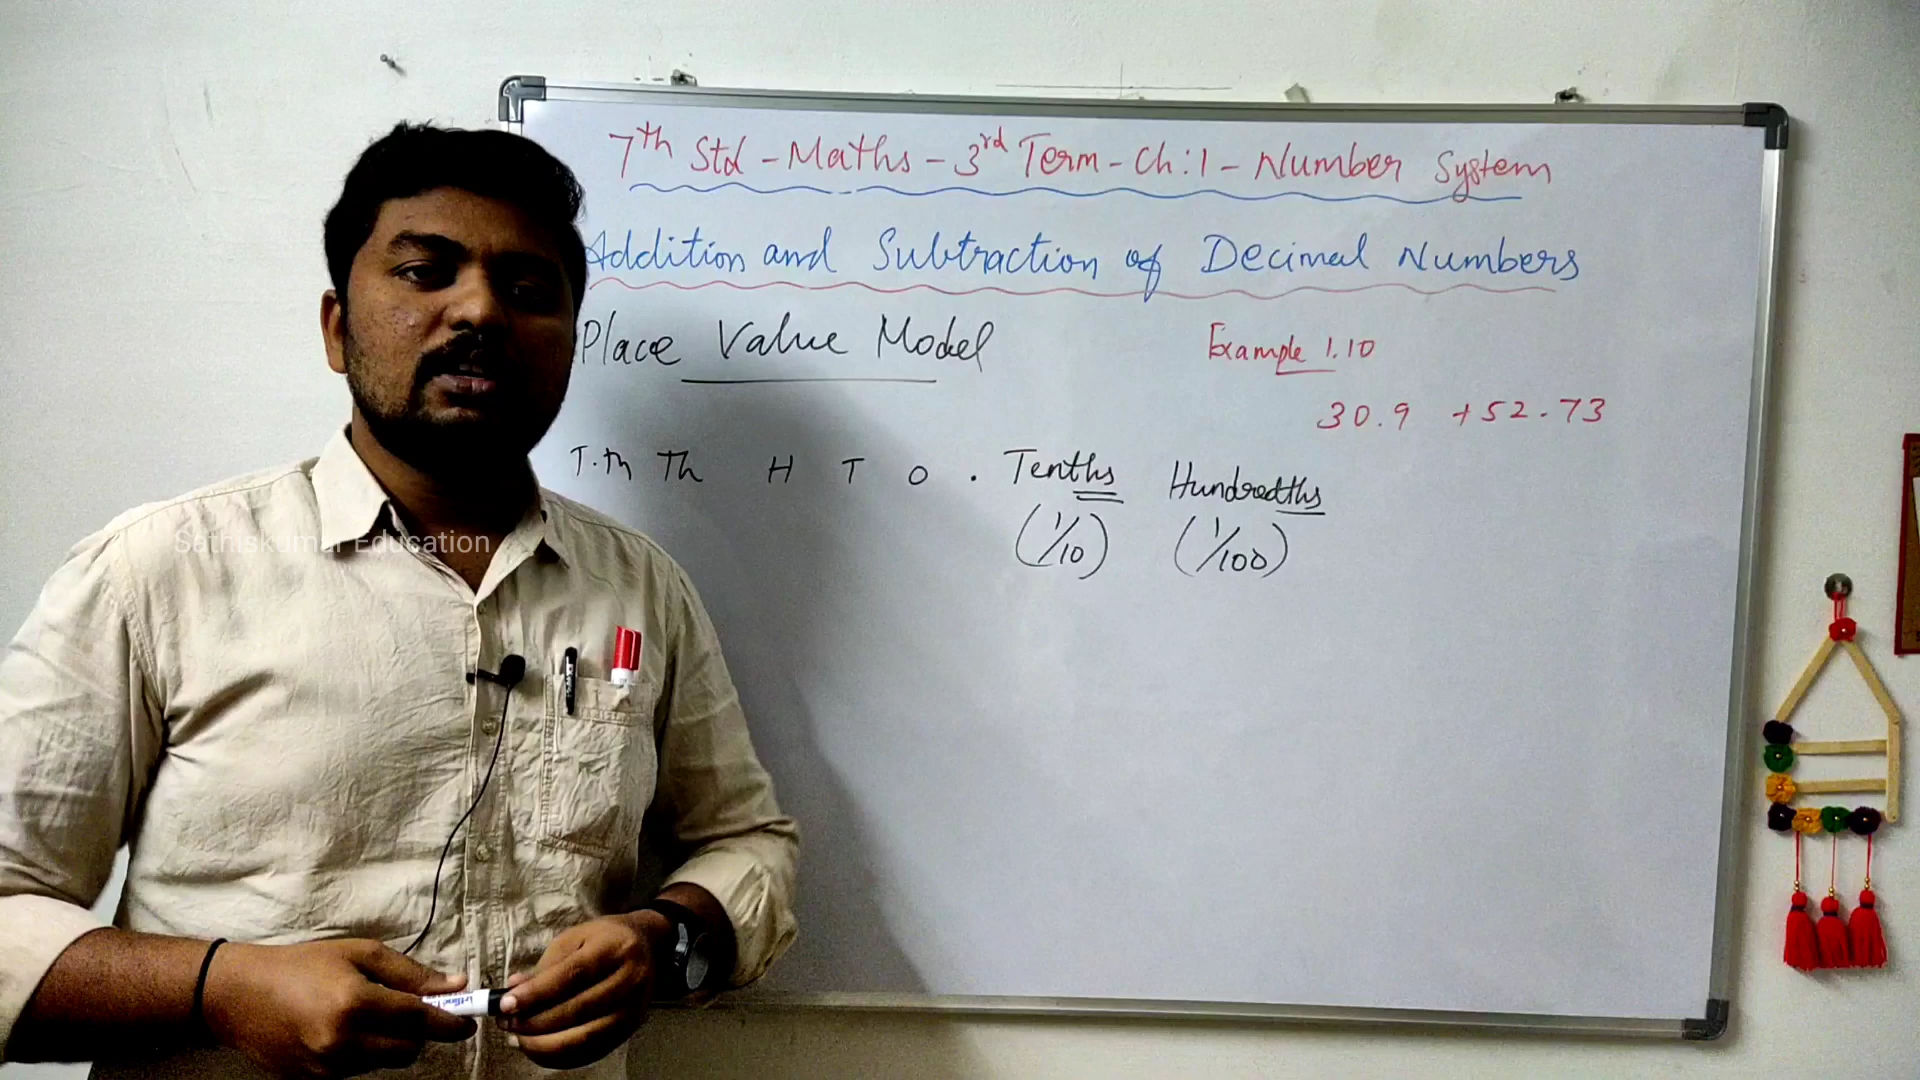 7th Std - Maths - 3rd Term - Ch:1 - Number System
Addition and Subtraction of Decimal Numbers
Place Value Model
Example 1.10
30.9 + 52.73
T.th Th H T O . Tenths Hundredths
(1/10) (1/100)
Sathiskumar Education